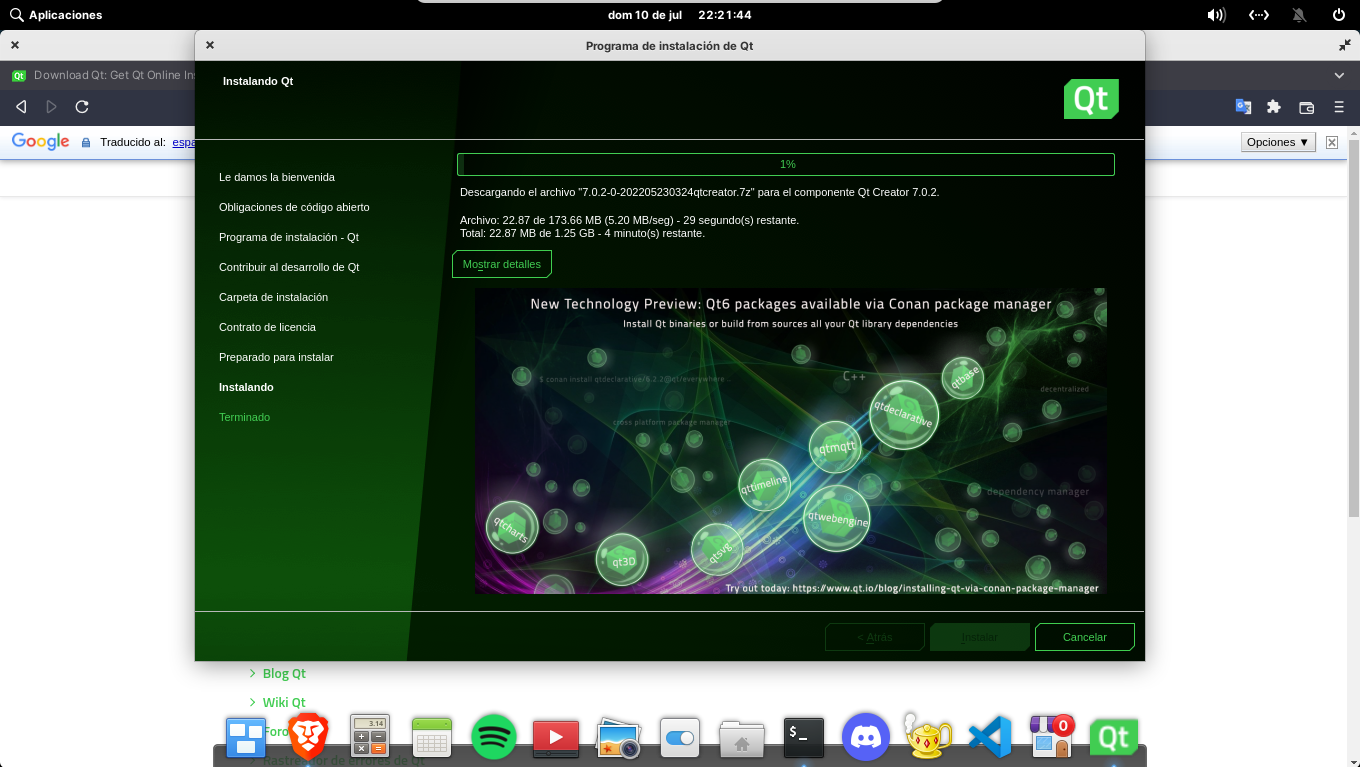 Aplicaciones
dom 10 de jul 22:21:44
Programa de instalación de Qt
Qt Download Qt: Get Qt Online Ins
Google Traducido al: espa
Opciones ▼
Instalando Qt
Qt
Le damos la bienvenida
Obligaciones de código abierto
Programa de instalación - Qt
Contribuir al desarrollo de Qt
Carpeta de instalación
Contrato de licencia
Preparado para instalar
Instalando
Terminado
1%
Descargando el archivo "7.0.2-0-202205230324qtcreator.7z" para el componente Qt Creator 7.0.2.
Archivo: 22.87 de 173.66 MB (5.20 MB/seg) - 29 segundo(s) restante.
Total: 22.87 MB de 1.25 GB - 4 minuto(s) restante.
Mostrar detalles
New Technology Preview: Qt6 packages available via Conan package manager
Install Qt binaries or build from sources all your Qt library dependencies
$ conan install qtdeclarative/6.2.2@qt/everywhere...
C++
qtbase
decentralized
qtdeclarative
cross platform package manager
qtmqtt
qttimeline
dependency manager
qtwebengine
qtcharts
qtsvg
qt3D
Try out today: https://www.qt.io/blog/installing-qt-via-conan-package-manager
< Atrás
Instalar
Cancelar
Blog Qt
Wiki Qt
Foro
Rastreador de errores de Qt
3.14
$_
0
Qt